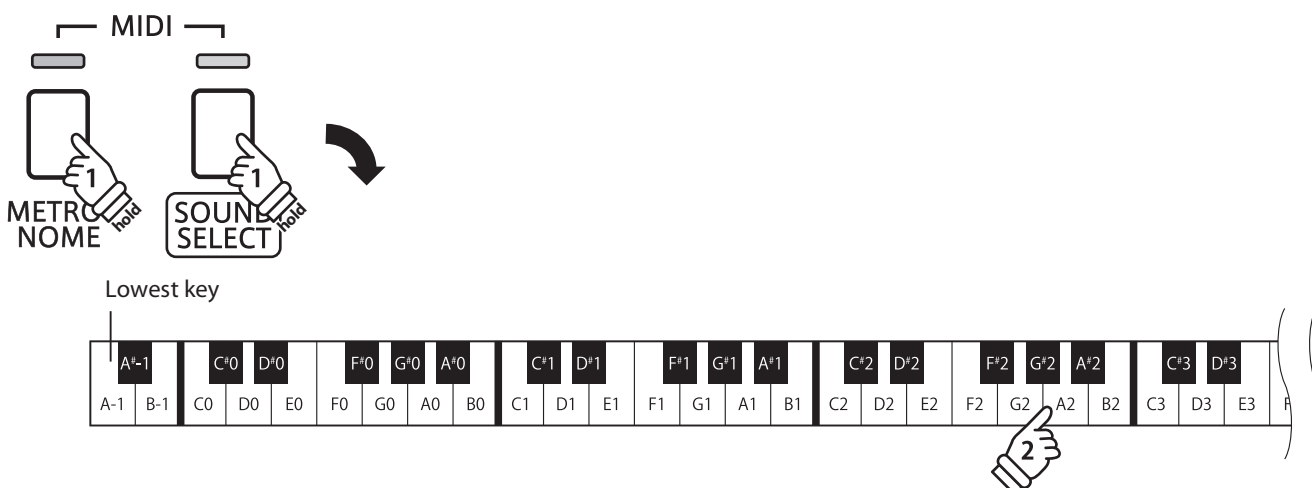 MIDI
1 1
hold hold
METRO
NOME
SOUND
SELECT
Lowest key
A#-1 C#0 D#0 F#0 G#0 A#0 C#1 D#1 F#1 G#1 A#1 C#2 D#2 F#2 G#2 A#2 C#3 D#3
A-1 B-1 C0 D0 E0 F0 G0 A0 B0 C1 D1 E1 F1 G1 A1 B1 C2 D2 E2 F2 G2 A2 B2 C3 D3 E3
2